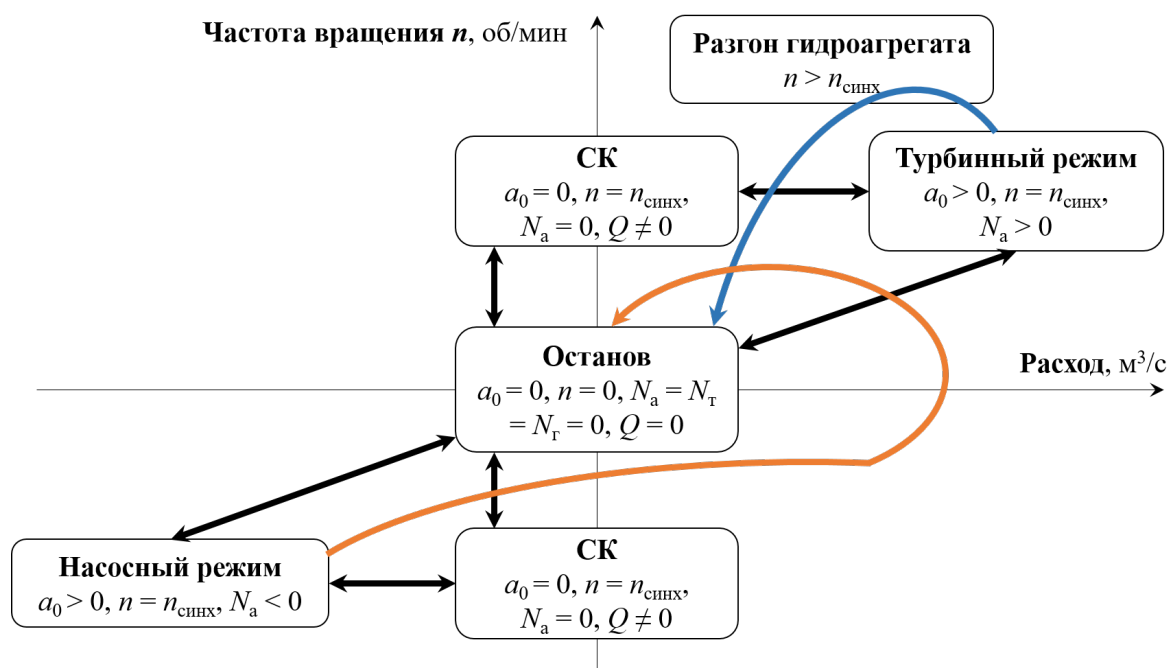 Частота вращения n, об/мин
Разгон гидроагрегата
n > nсинх
СК
a₀ = 0, n = nсинх,
Nа = 0, Q ≠ 0
Турбинный режим
a₀ > 0, n = nсинх,
Nа > 0
Останов
a₀ = 0, n = 0, Nа = Nт
= Nг = 0, Q = 0
Расход, м³/с
Насосный режим
a₀ > 0, n = nсинх, Nа < 0
СК
a₀ = 0, n = nсинх,
Nа = 0, Q ≠ 0